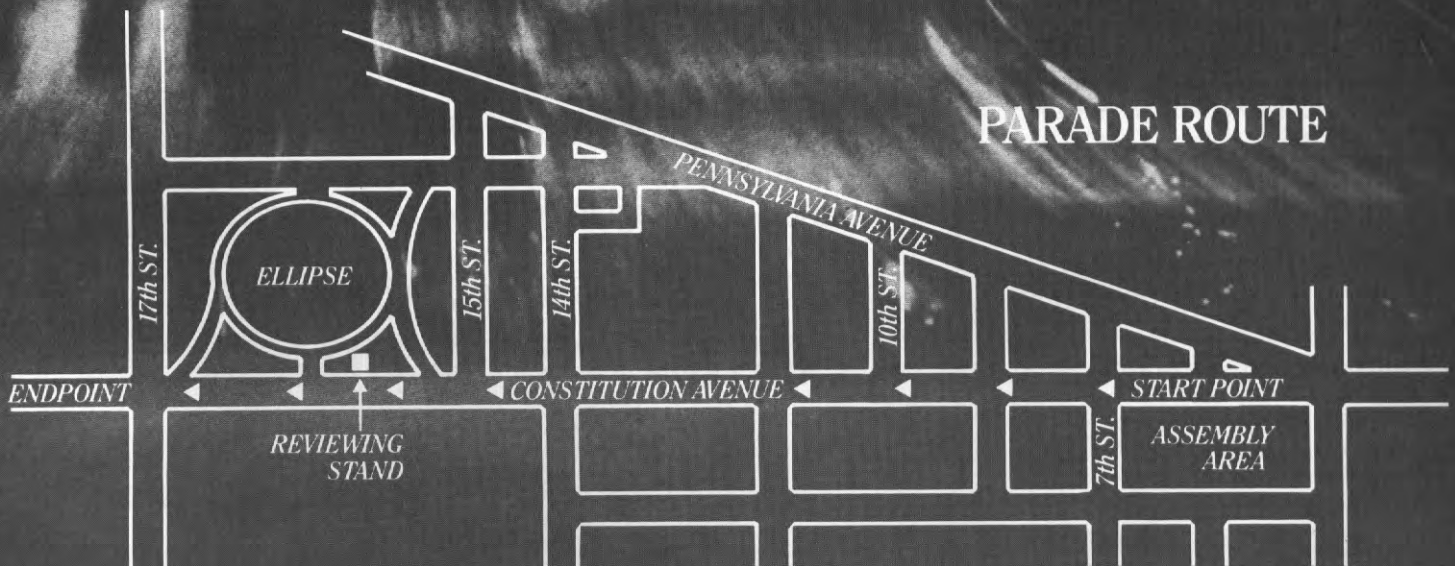 PARADE ROUTE
PENNSYLVANIA AVENUE
17th ST.
ELLIPSE
15th ST.
14th ST.
10th ST.
ENDPOINT
CONSTITUTION AVENUE
START POINT
REVIEWING
STAND
7th ST.
ASSEMBLY
AREA